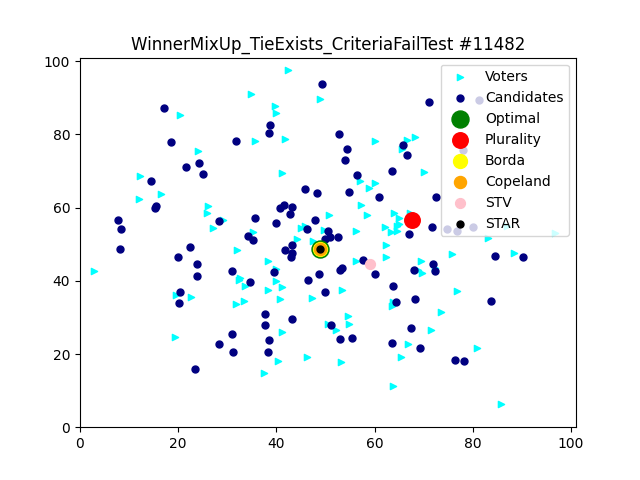 WinnerMixUp_TieExists_CriteriaFailTest #11482
100
80
60
40
20
0
0 20 40 60 80 100
Voters
Candidates
Optimal
Plurality
Borda
Copeland
STV
STAR